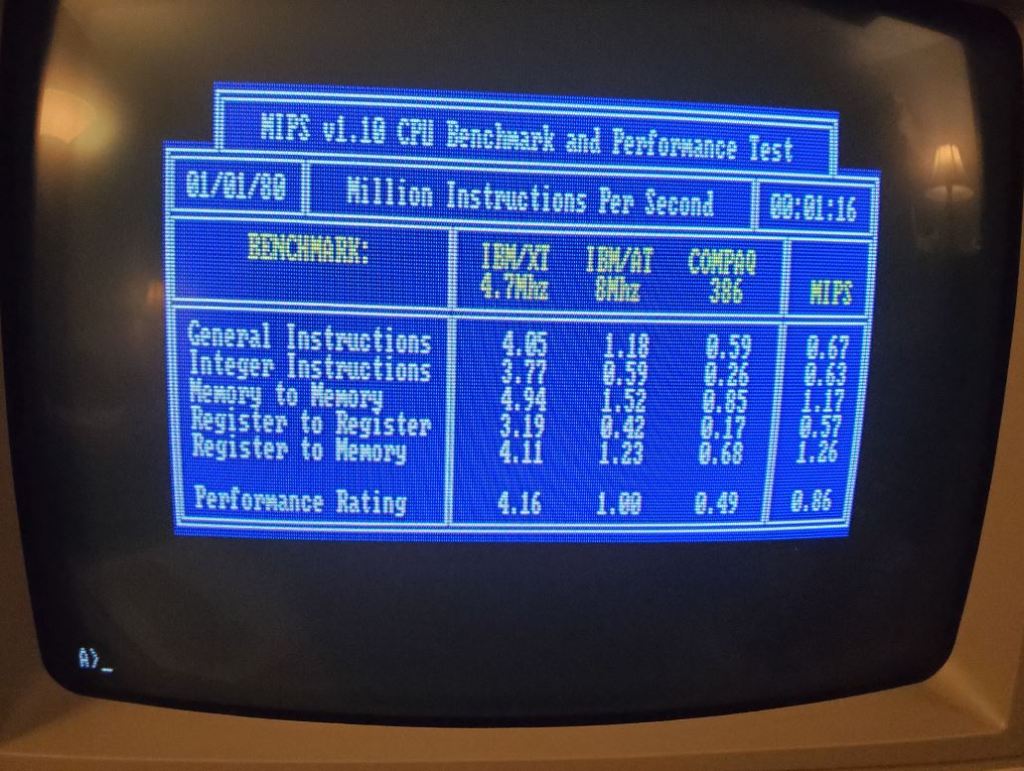 MIPS v1.10 CPU Benchmark and Performance Test
01/01/80 Million Instructions Per Second 00:01:16
BENCHMARK: IBM/XT IBM/AT COMPAQ
4.7Mhz 8Mhz 386 MIPS
General Instructions 4.05 1.18 0.59 0.67
Integer Instructions 3.77 0.59 0.26 0.63
Memory to Memory 4.94 1.52 0.85 1.17
Register to Register 3.19 0.42 0.17 0.57
Register to Memory 4.11 1.23 0.68 1.26
Performance Rating 4.16 1.00 0.49 0.86
A>_